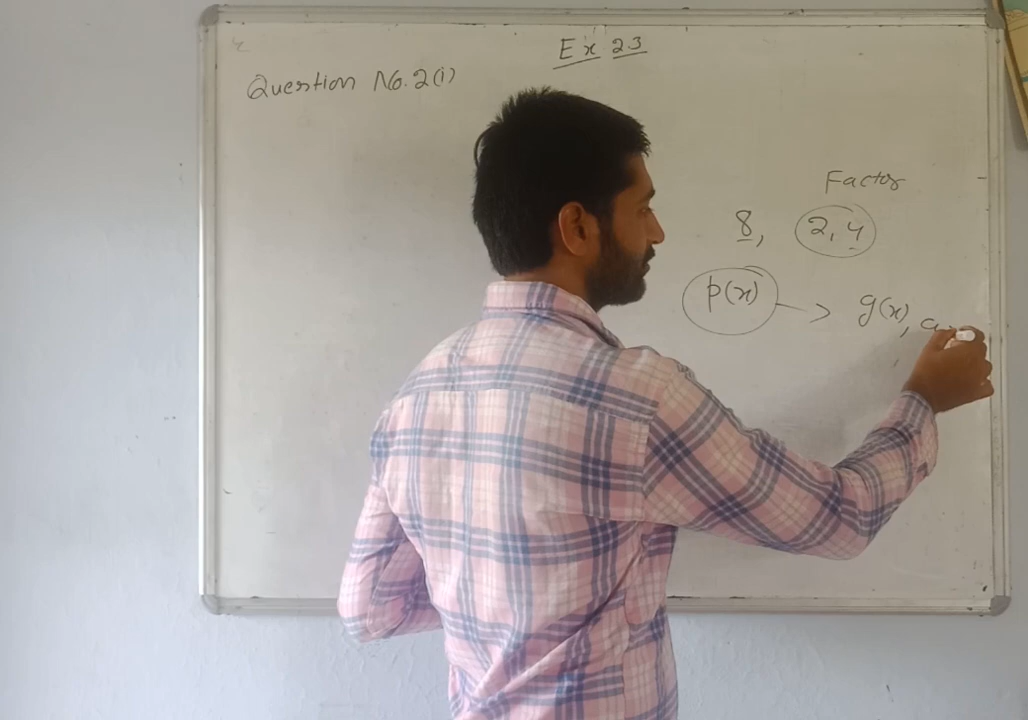 Ex 23
Question No. 2(i)
Factor
8, 2, 4
p(x) -> g(x),